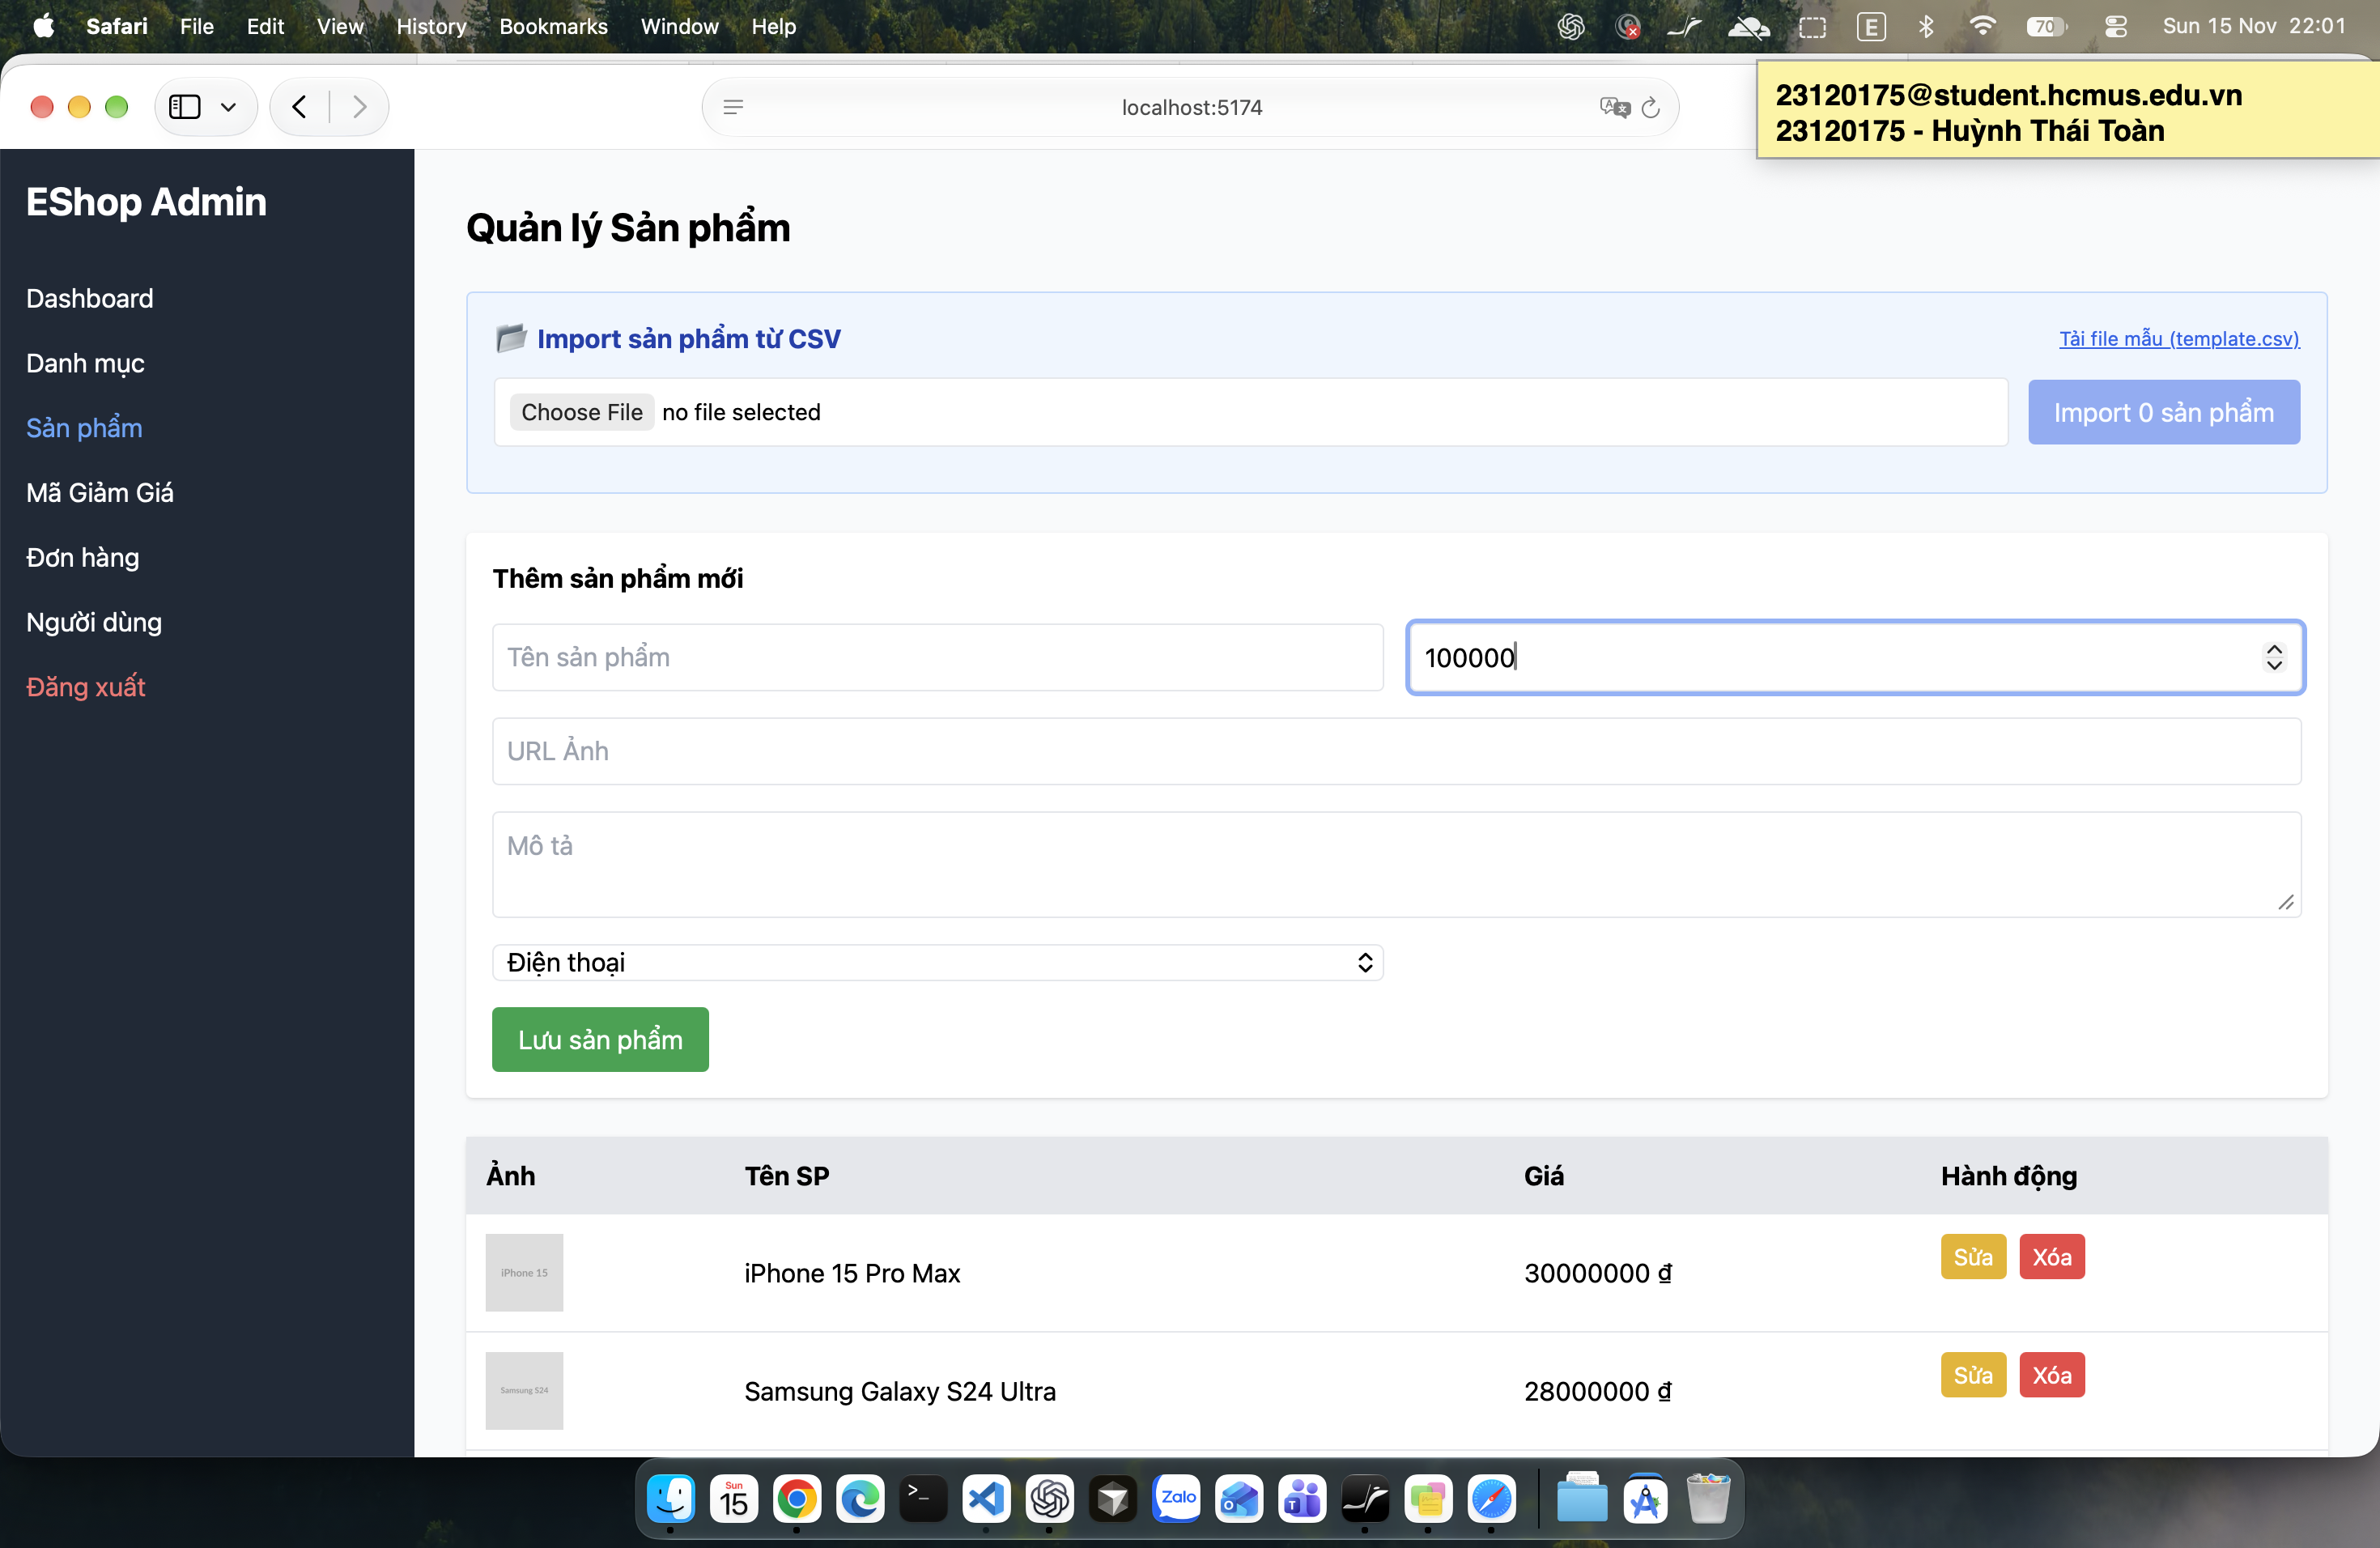 Safari File Edit View History Bookmarks Window Help E 70 Sun 15 Nov 22:01
localhost:5174
23120175@student.hcmus.edu.vn
23120175 - Huỳnh Thái Toàn
EShop Admin
Dashboard
Danh mục
Sản phẩm
Mã Giảm Giá
Đơn hàng
Người dùng
Đăng xuất
Quản lý Sản phẩm
Import sản phẩm từ CSV
Tải file mẫu (template.csv)
Choose File no file selected
Import 0 sản phẩm
Thêm sản phẩm mới
Tên sản phẩm
100000
URL Ảnh
Mô tả
Điện thoại
Lưu sản phẩm
Ảnh Tên SP Giá Hành động
iPhone 15 iPhone 15 Pro Max 30000000 ₫ Sửa Xóa
Samsung S24 Samsung Galaxy S24 Ultra 28000000 ₫ Sửa Xóa
Sun
15
Zalo